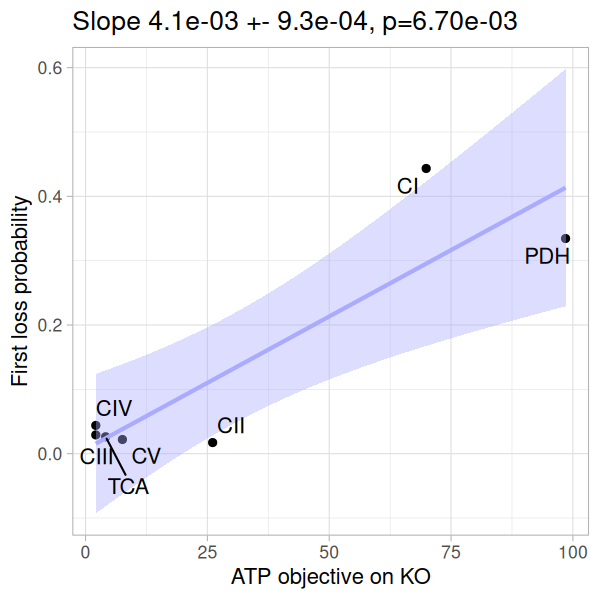 Slope 4.1e-03 +- 9.3e-04, p=6.70e-03
First loss probability
0.6
0.4
0.2
0.0
CI
PDH
CIV
CII
CIII
CV
TCA
0
25
50
75
100
ATP objective on KO